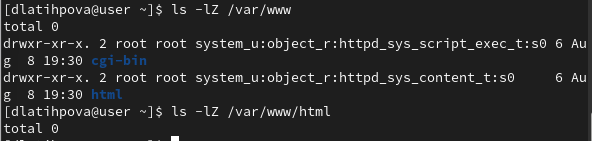 [dlatihpova@user ~]$ ls -lZ /var/www
total 0
drwxr-xr-x. 2 root root system_u:object_r:httpd_sys_script_exec_t:s0 6 Au
g  8 19:30 cgi-bin
drwxr-xr-x. 2 root root system_u:object_r:httpd_sys_content_t:s0     6 Au
g  8 19:30 html
[dlatihpova@user ~]$ ls -lZ /var/www/html
total 0